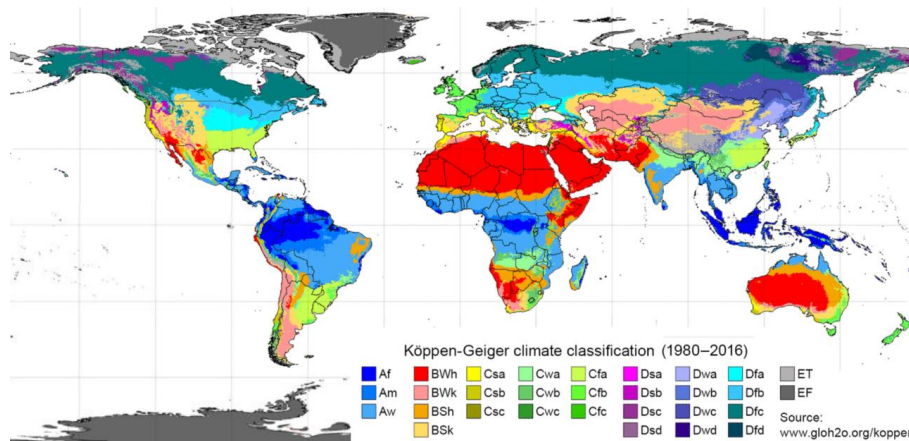 Köppen-Geiger climate classification (1980–2016)
Af BWh Csa Cwa Cfa Dsa Dwa Dfa ET
Am BWk Csb Cwb Cfb Dsb Dwb Dfb EF
Aw BSh Csc Cwc Cfc Dsc Dwc Dfc Source:
BSk Dsd Dwd Dfd www.gloh2o.org/koppen